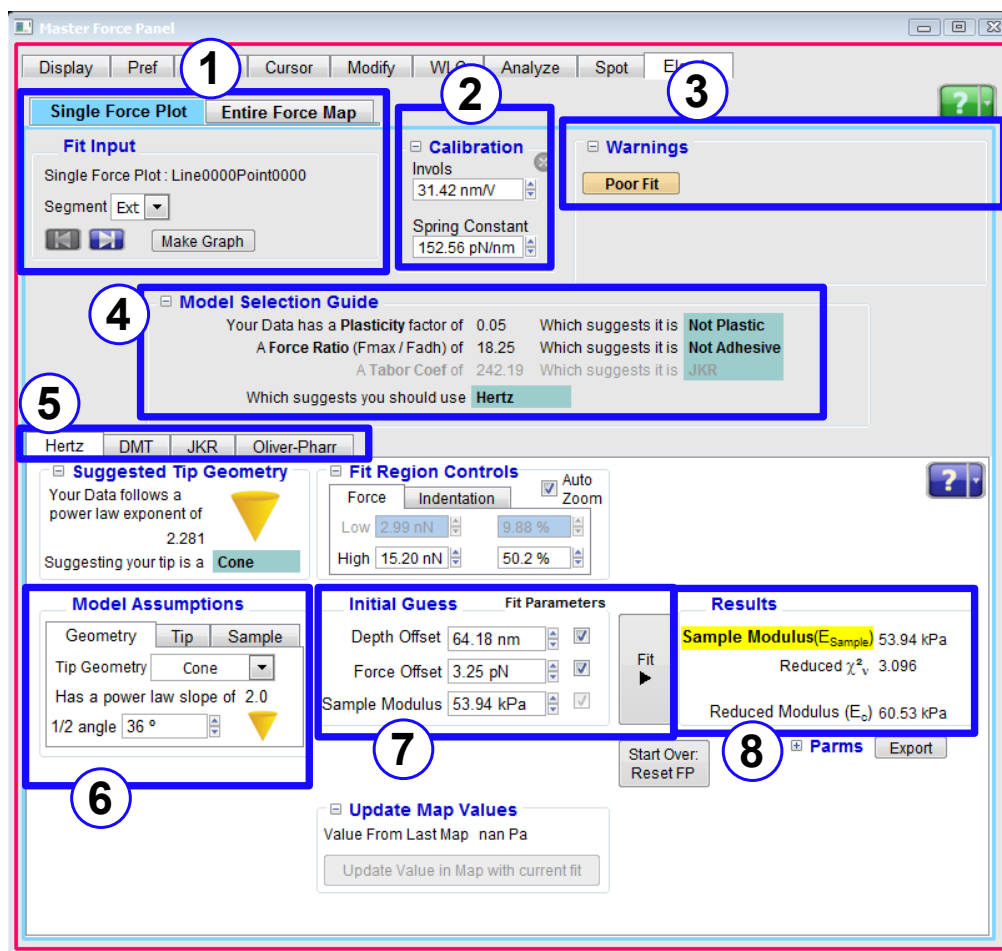 Master Force Panel
Display Pref Cursor Modify Analyze Spot
1
2
3
Single Force Plot Entire Force Map
Fit Input
Single Force Plot : Line0000Point0000
Segment Ext
Make Graph
Calibration
Invols
31.42 nm/V
Spring Constant
152.56 pN/nm
Warnings
Poor Fit
?
4
Model Selection Guide
Your Data has a Plasticity factor of 0.05 Which suggests it is Not Plastic
A Force Ratio (Fmax / Fadh) of 18.25 Which suggests it is Not Adhesive
A Tabor Coef of 242.19 Which suggests it is JKR
Which suggests you should use Hertz
5
Hertz DMT JKR Oliver-Pharr
Suggested Tip Geometry
Your Data follows a
power law exponent of
2.281
Suggesting your tip is a Cone
Fit Region Controls
Auto Zoom
Force Indentation
Low 2.99 nN 9.88 %
High 15.20 nN 50.2 %
?
Model Assumptions
Geometry Tip Sample
Tip Geometry Cone
Has a power law slope of 2.0
1/2 angle 36 º
6
Initial Guess Fit Parameters
Depth Offset 64.18 nm
Force Offset 3.25 pN
Sample Modulus 53.94 kPa
7
Fit
Start Over:
Reset FP
Results
Sample Modulus(E_Sample) 53.94 kPa
Reduced χ²ᵥ 3.096
Reduced Modulus (E_c) 60.53 kPa
8
Parms Export
Update Map Values
Value From Last Map nan Pa
Update Value in Map with current fit